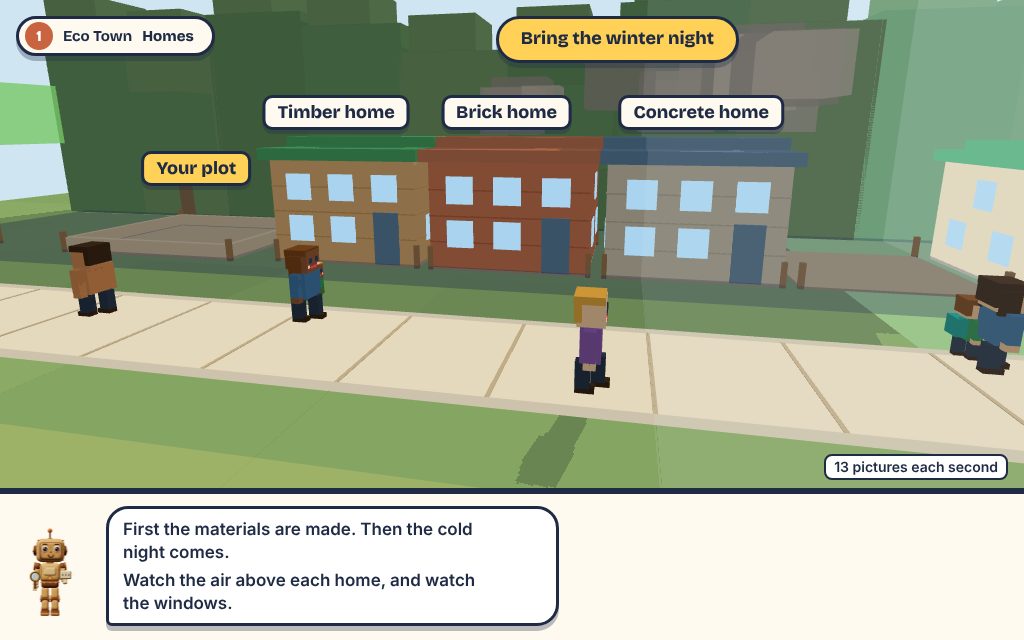 1 Eco Town Homes
Bring the winter night
Timber home
Brick home
Concrete home
Your plot
13 pictures each second
First the materials are made. Then the cold
night comes.
Watch the air above each home, and watch
the windows.